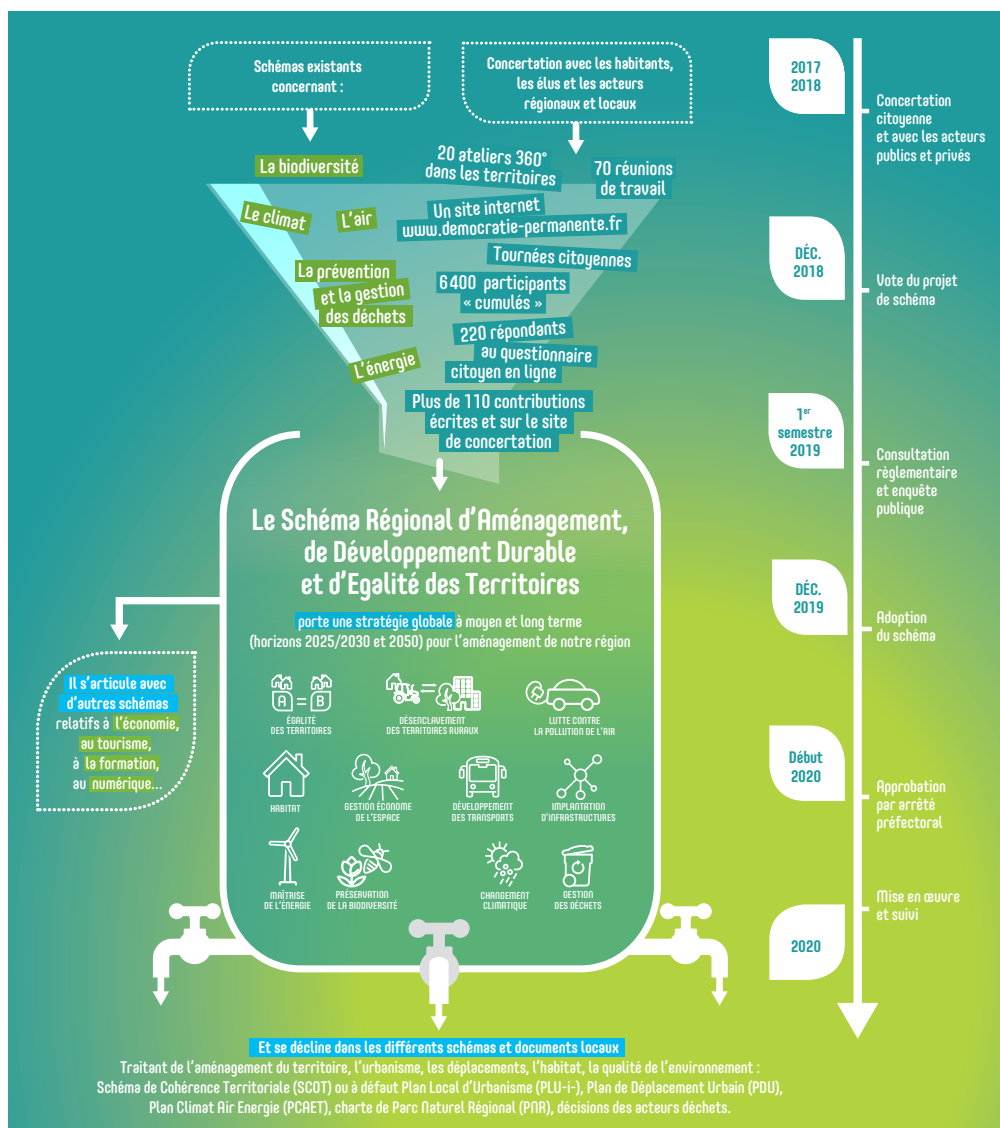 Schémas existants
concernant :
Concertation avec les habitants,
les élus et les acteurs
régionaux et locaux
La biodiversité
Le climat
L'air
La prévention
et la gestion
des déchets
L'énergie
20 ateliers 360°
dans les territoires
70 réunions
de travail
Un site internet
www.democratie-permanente.fr
Tournées citoyennes
6400 participants
« cumulés »
220 répondants
au questionnaire
citoyen en ligne
Plus de 110 contributions
écrites et sur le site
de concertation
Le Schéma Régional d'Aménagement,
de Développement Durable
et d'Egalité des Territoires
porte une stratégie globale à moyen et long terme
(horizons 2025/2030 et 2050) pour l'aménagement de notre région
A = B
ÉGALITÉ
DES TERRITOIRES
DÉSENCLAVEMENT
DES TERRITOIRES RURAUX
LUTTE CONTRE
LA POLLUTION DE L'AIR
HABITAT
GESTION ÉCONOME
DE L'ESPACE
DÉVELOPPEMENT
DES TRANSPORTS
IMPLANTATION
D'INFRASTRUCTURES
MAÎTRISE
DE L'ÉNERGIE
PRÉSERVATION
DE LA BIODIVERSITÉ
CHANGEMENT
CLIMATIQUE
GESTION
DES DÉCHETS
Il s'articule avec
d'autres schémas
relatifs à l'économie,
au tourisme,
à la formation,
au numérique...
Et se décline dans les différents schémas et documents locaux
Traitant de l'aménagement du territoire, l'urbanisme, les déplacements, l'habitat, la qualité de l'environnement :
Schéma de Cohérence Territoriale (SCOT) ou à défaut Plan Local d'Urbanisme (PLU-i-), Plan de Déplacement Urbain (PDU),
Plan Climat Air Energie (PCAET), charte de Parc Naturel Régional (PNR), décisions des acteurs déchets.
2017
2018
Concertation
citoyenne
et avec les acteurs
publics et privés
DÉC.
2018
Vote du projet
de schéma
1er
semestre
2019
Consultation
règlementaire
et enquête
publique
DÉC.
2019
Adoption
du schéma
Début
2020
Approbation
par arrêté
préfectoral
Mise en œuvre
et suivi
2020